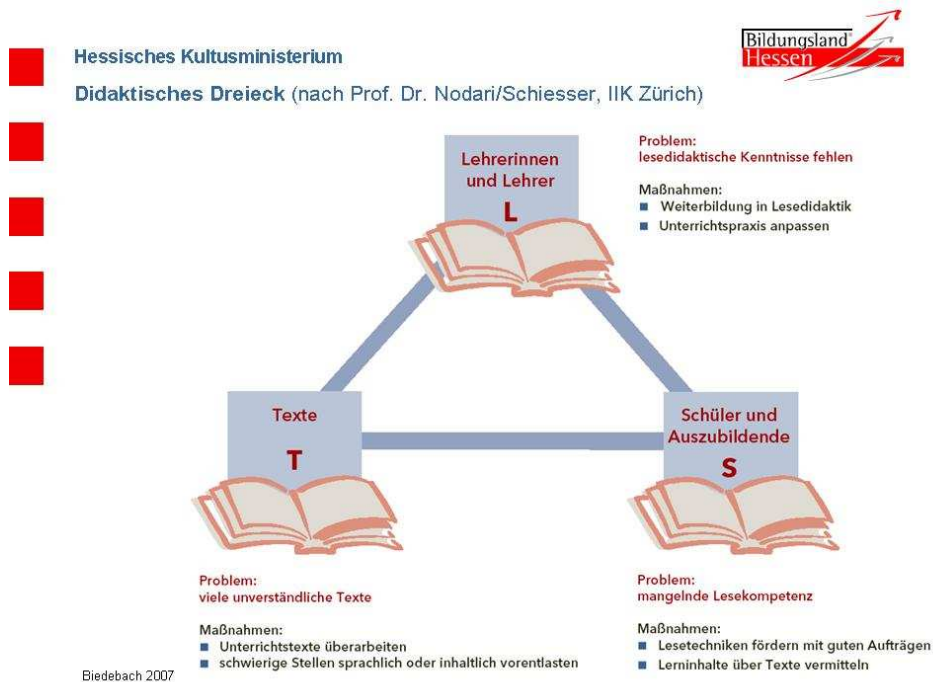 Hessisches Kultusministerium
Bildungsland
Hessen
Didaktisches Dreieck (nach Prof. Dr. Nodari/Schiesser, IIK Zürich)
Lehrerinnen
und Lehrer
L
Problem:
lesedidaktische Kenntnisse fehlen
Maßnahmen:
Weiterbildung in Lesedidaktik
Unterrichtspraxis anpassen
Texte
T
Schüler und
Auszubildende
S
Problem:
viele unverständliche Texte
Maßnahmen:
Unterrichtstexte überarbeiten
schwierige Stellen sprachlich oder inhaltlich vorentlasten
Problem:
mangelnde Lesekompetenz
Maßnahmen:
Lesetechniken fördern mit guten Aufträgen
Lerninhalte über Texte vermitteln
Biedebach 2007